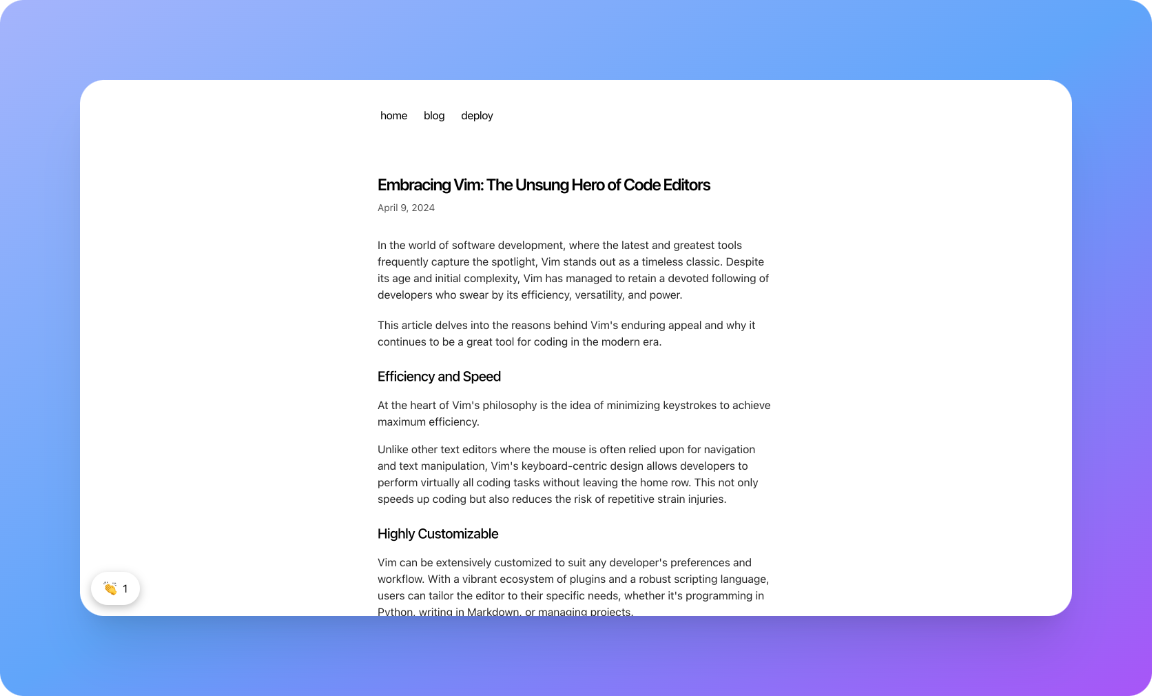 home blog deploy
Embracing Vim: The Unsung Hero of Code Editors
April 9, 2024
In the world of software development, where the latest and greatest tools
frequently capture the spotlight, Vim stands out as a timeless classic. Despite
its age and initial complexity, Vim has managed to retain a devoted following of
developers who swear by its efficiency, versatility, and power.
This article delves into the reasons behind Vim's enduring appeal and why it
continues to be a great tool for coding in the modern era.
Efficiency and Speed
At the heart of Vim's philosophy is the idea of minimizing keystrokes to achieve
maximum efficiency.
Unlike other text editors where the mouse is often relied upon for navigation
and text manipulation, Vim's keyboard-centric design allows developers to
perform virtually all coding tasks without leaving the home row. This not only
speeds up coding but also reduces the risk of repetitive strain injuries.
Highly Customizable
Vim can be extensively customized to suit any developer's preferences and
workflow. With a vibrant ecosystem of plugins and a robust scripting language,
users can tailor the editor to their specific needs, whether it's programming in
Python, writing in Markdown, or managing projects.
👏 1